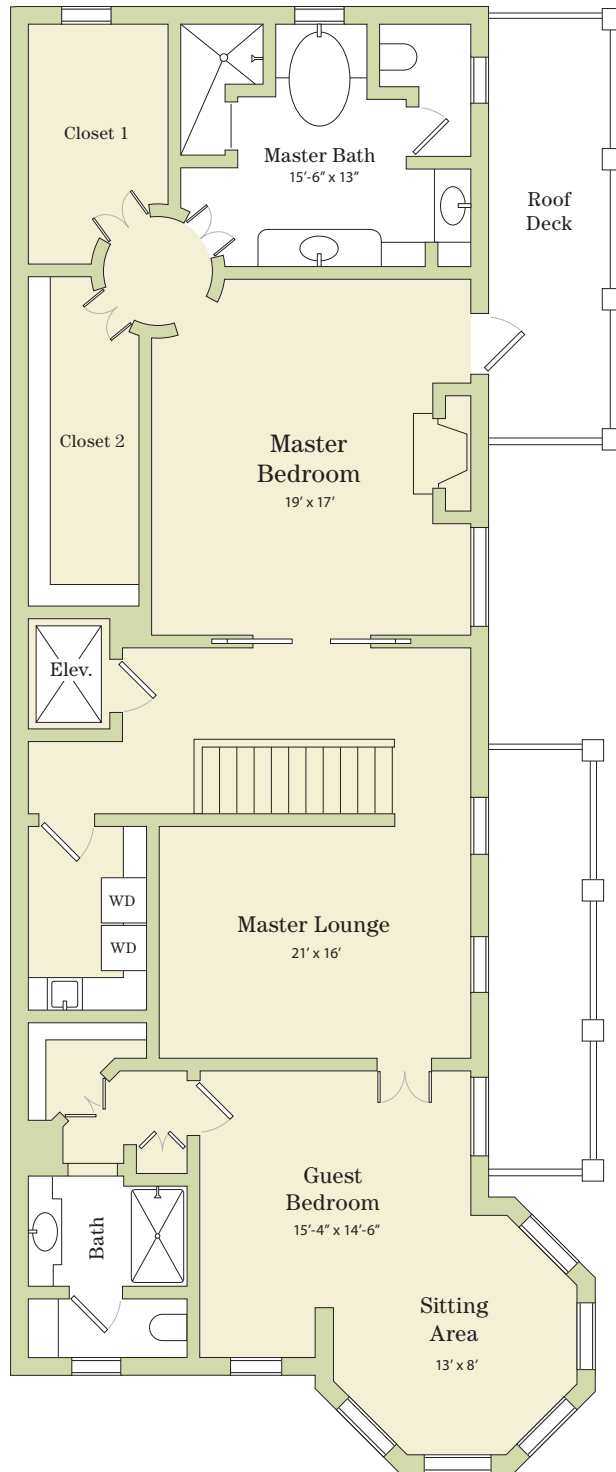 Closet 1
Master Bath
15'-6" x 13"
Roof
Deck
Closet 2
Master
Bedroom
19' x 17'
Elev.
WD
WD
Master Lounge
21' x 16'
Guest
Bedroom
15'-4" x 14'-6"
Bath
Sitting
Area
13' x 8'